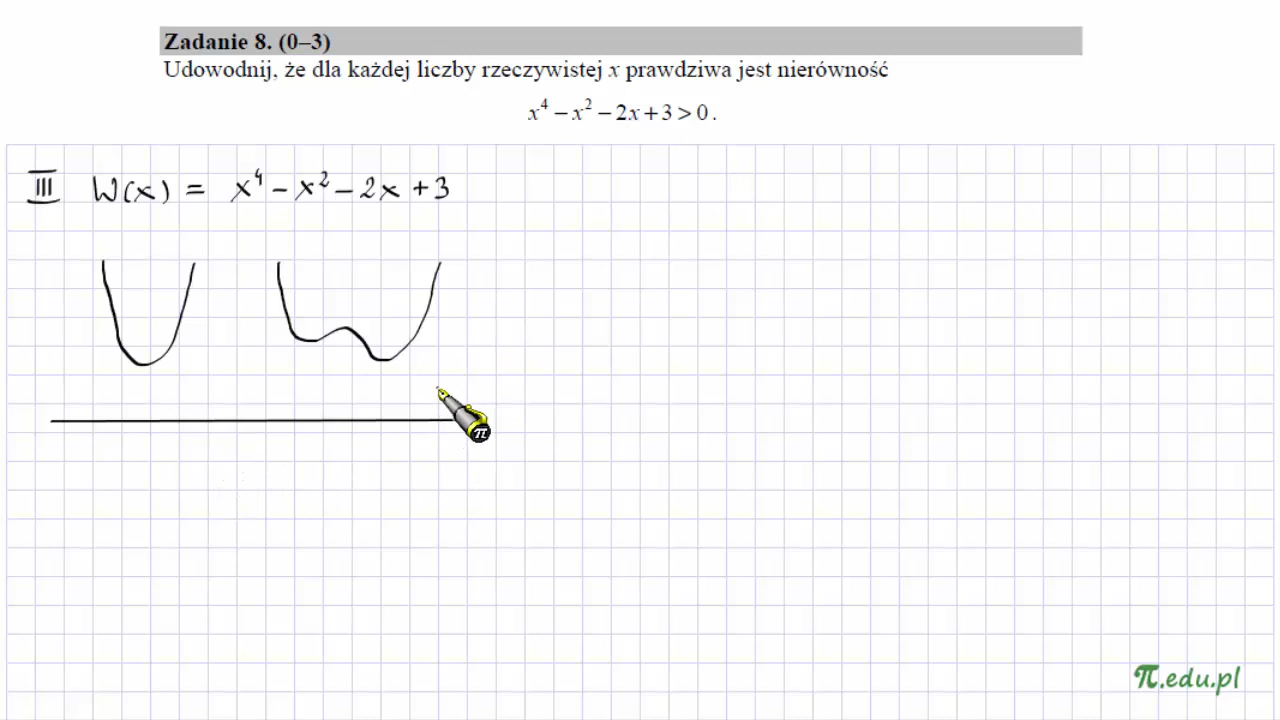 Zadanie 8. (0–3)
Udowodnij, że dla każdej liczby rzeczywistej x prawdziwa jest nierówność
x⁴ − x² − 2x + 3 > 0 .
III W(x) = x⁴ − x² − 2x + 3
π
π.edu.pl